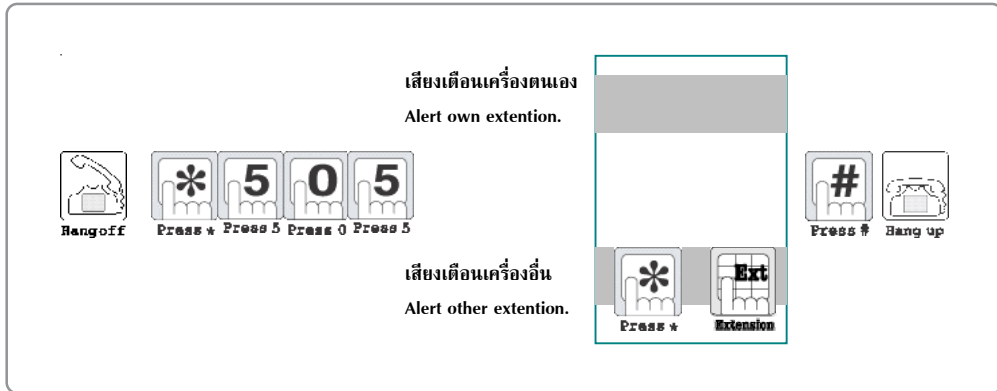 เสียงเตือนเครื่องตนเอง
Alert own extention.
* 5 0 5 #
Hang off Press * Press 5 Press 0 Press 5 Press # Hang up
เสียงเตือนเครื่องอื่น
Alert other extention.
* Ext
Press * Extension